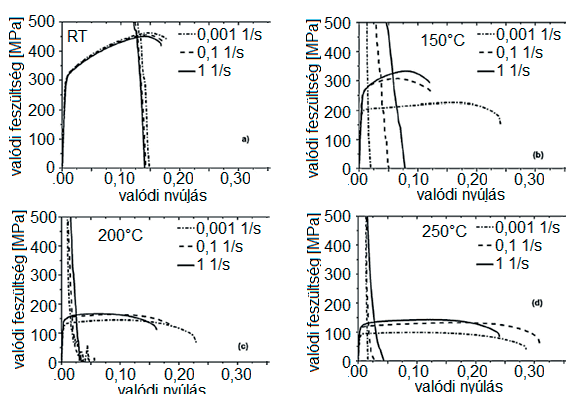 RT
0,001 1/s
0,1 1/s
1 1/s
valódi feszültség [MPa]
500
400
300
200
100
0
a)
.00 0,10 0,20 0,30
valódi nyúlás
150°C
0,001 1/s
0,1 1/s
1 1/s
valódi feszültség [MPa]
500
400
300
200
100
0
(b)
.00 0,10 0,20 0,30
valódi nyúlás
200°C
0,001 1/s
0,1 1/s
1 1/s
valódi feszültség [MPa]
500
400
300
200
100
0
(c)
.00 0,10 0,20 0,30
valódi nyúlás
250°C
0,001 1/s
0,1 1/s
1 1/s
valódi feszültség [MPa]
500
400
300
200
100
0
(d)
.00 0,10 0,20 0,30
valódi nyúlás